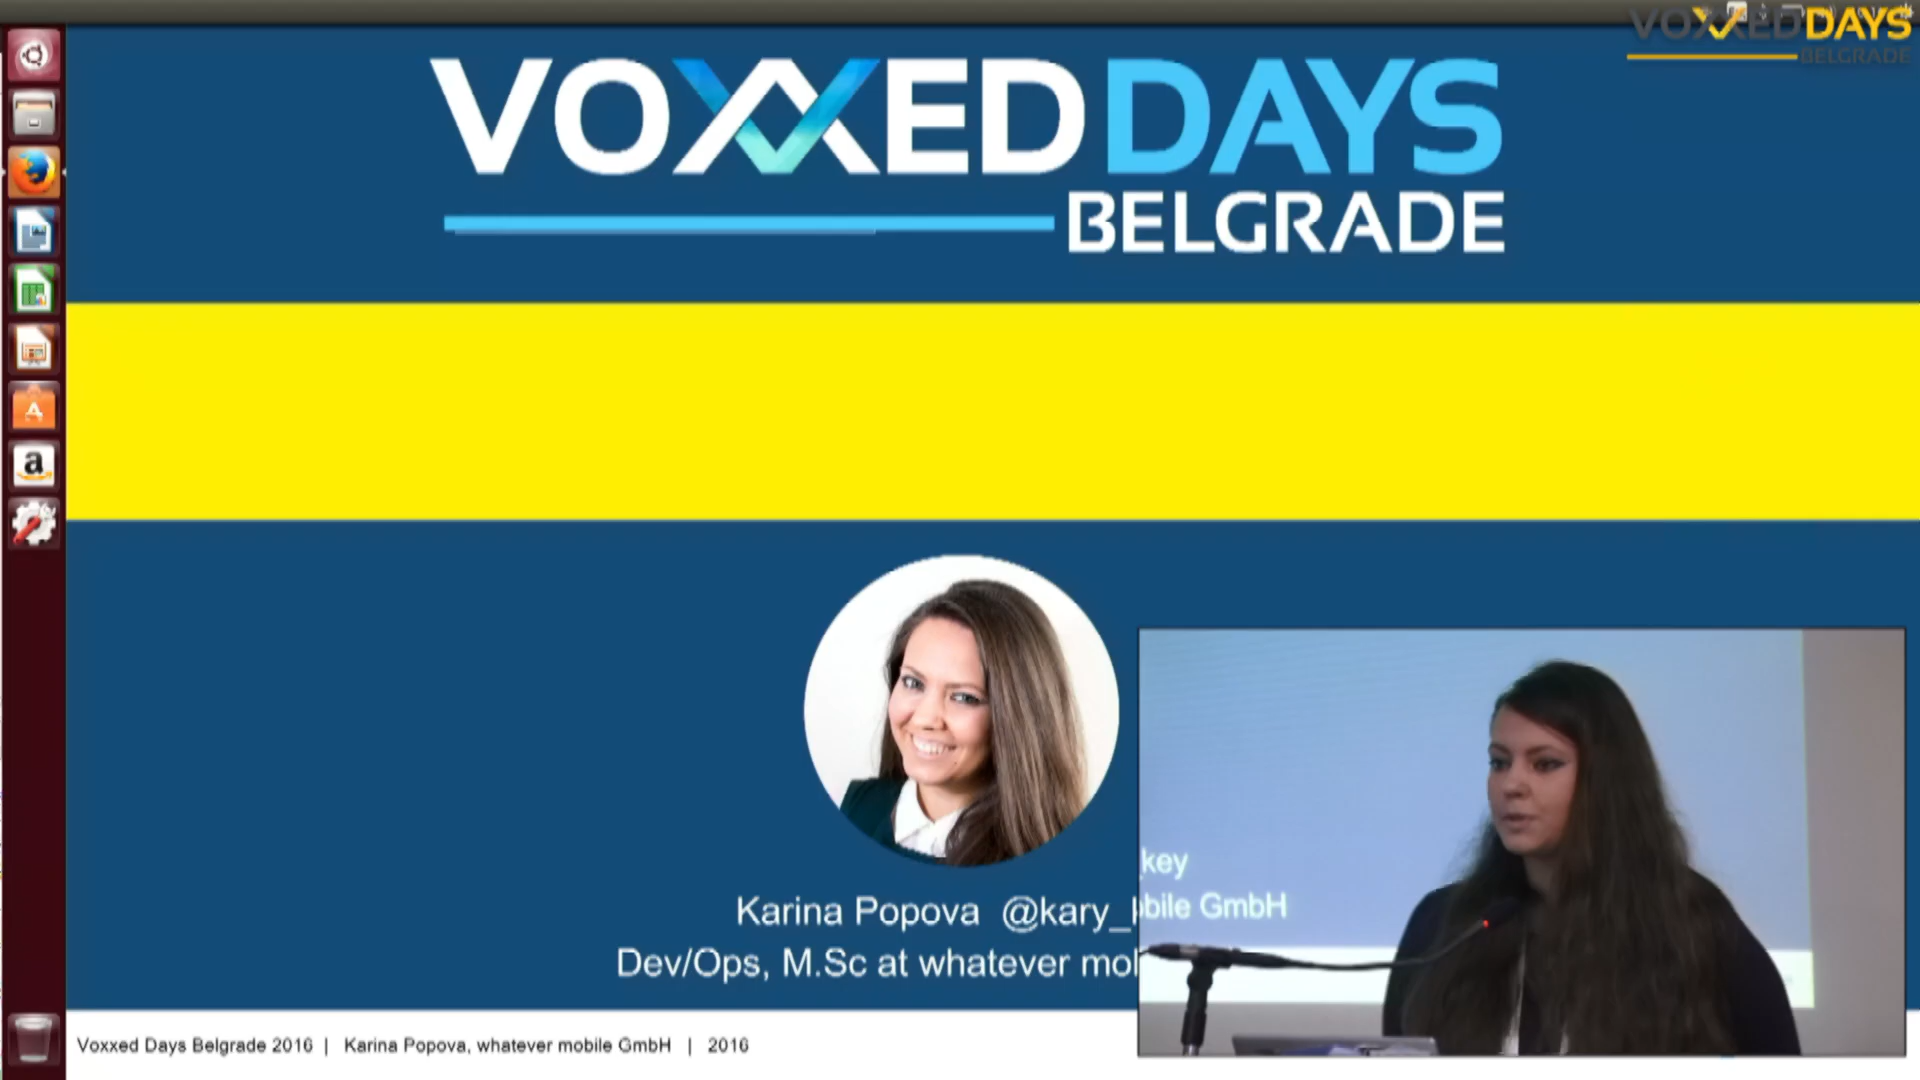 VOXXED DAYS
BELGRADE
VOXXED DAYS
BELGRADE
Karina Popova @kary_
key
Dev/Ops, M.Sc at whatever mob
bile GmbH
Voxxed Days Belgrade 2016 | Karina Popova, whatever mobile GmbH | 2016